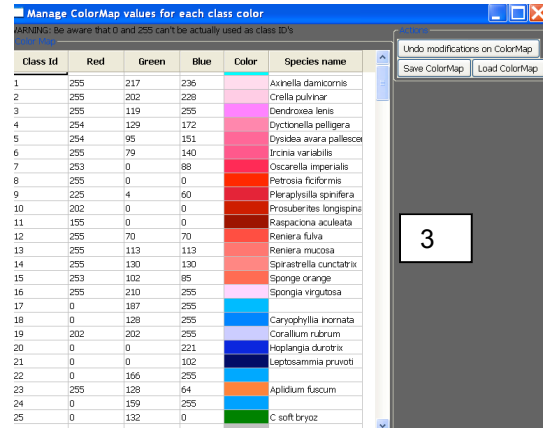 Manage ColorMap values for each class color
WARNING: Be aware that 0 and 255 can't be actually used as class ID's
Color Map
Actions
Undo modifications on ColorMap
Save ColorMap Load ColorMap
Class Id Red Green Blue Color Species name
1 255 217 236 Axinella damicornis
2 255 202 228 Crella pulvinar
3 255 119 255 Dendroxea lenis
4 254 129 172 Dyctionella pelligera
5 254 95 151 Dysidea avara pallescer
6 255 79 140 Ircinia variabilis
7 253 0 88 Oscarella imperialis
8 255 0 0 Petrosia ficiformis
9 225 4 60 Pleraplysilla spinifera
10 202 0 0 Prosuberites longispina
11 155 0 0 Raspaciona aculeata
12 255 70 70 Reniera fulva
13 255 113 113 Reniera mucosa
14 255 130 130 Spirastrella cunctatrix
15 253 102 85 Sponge orange
16 255 210 255 Spongia virgutosa
17 0 187 255
18 0 128 255 Caryophyllia inornata
19 202 202 255 Corallium rubrum
20 0 0 221 Hoplangia durotrix
21 0 0 102 Leptosammia pruvoti
22 0 166 255
23 255 128 64 Aplidium fuscum
24 0 159 255
25 0 132 0 C soft bryoz
3